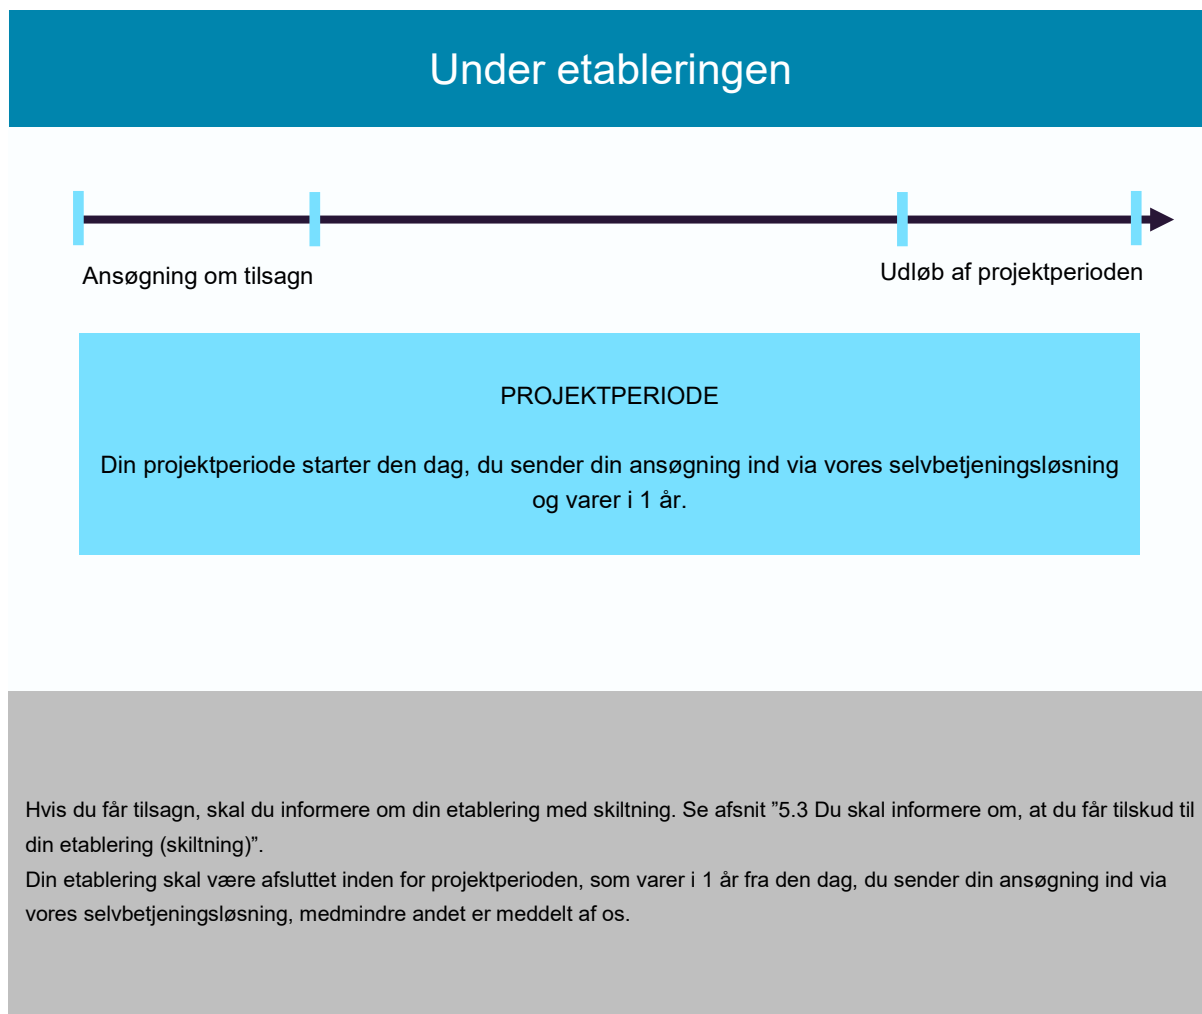 Under etableringen
Ansøgning om tilsagn
Udløb af projektperioden
PROJEKTPERIODE
Din projektperiode starter den dag, du sender din ansøgning ind via vores selvbetjeningsløsning
og varer i 1 år.
Hvis du får tilsagn, skal du informere om din etablering med skiltning. Se afsnit ”5.3 Du skal informere om, at du får tilskud til
din etablering (skiltning)”.
Din etablering skal være afsluttet inden for projektperioden, som varer i 1 år fra den dag, du sender din ansøgning ind via
vores selvbetjeningsløsning, medmindre andet er meddelt af os.